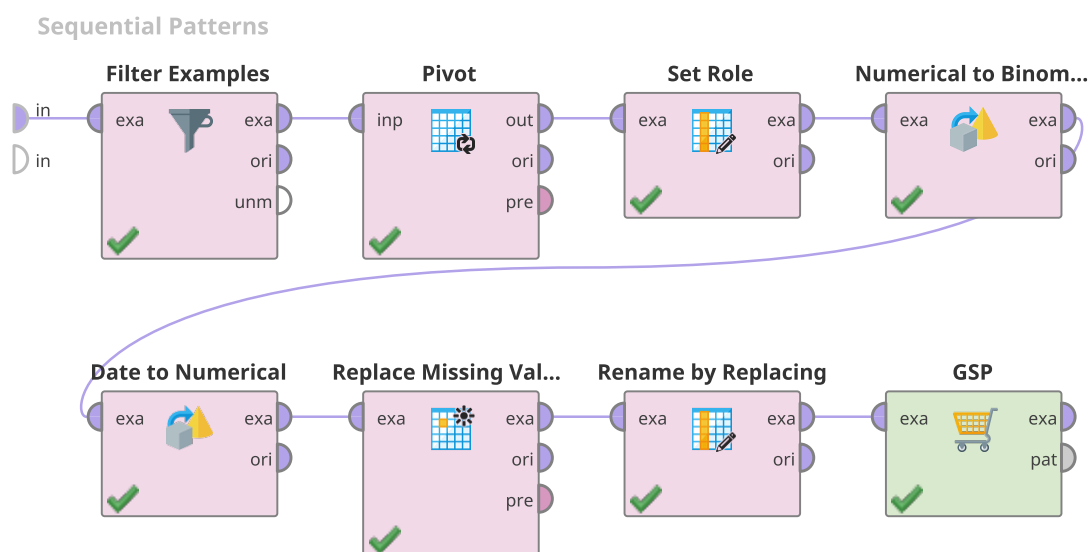 Sequential Patterns
Filter Examples
Pivot
Set Role
Numerical to Binom...
in
exa
exa
inp
out
exa
exa
exa
exa
in
ori
ori
ori
ori
unm
pre
Date to Numerical
Replace Missing Val...
Rename by Replacing
GSP
exa
exa
exa
exa
exa
exa
exa
exa
ori
ori
ori
pat
pre